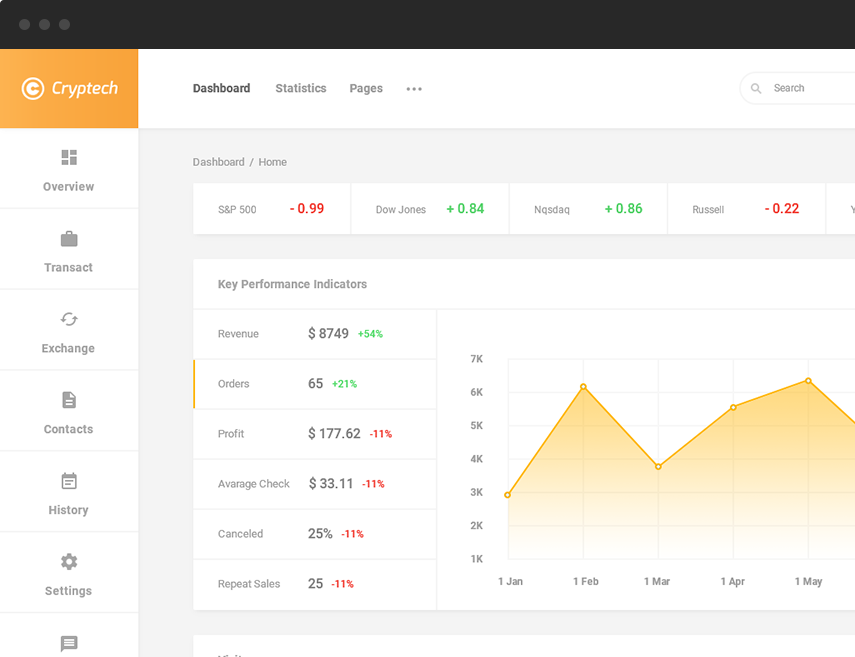 Cryptech
Dashboard Statistics Pages
Search
Overview
Transact
Exchange
Contacts
History
Settings
Dashboard / Home
S&P 500 - 0.99 Dow Jones + 0.84 Nqsdaq + 0.86 Russell - 0.22
Key Performance Indicators
Revenue $ 8749 +54%
Orders 65 +21%
Profit $ 177.62 -11%
Avarage Check $ 33.11 -11%
Canceled 25% -11%
Repeat Sales 25 -11%
7K
6K
5K
4K
3K
2K
1K
1 Jan 1 Feb 1 Mar 1 Apr 1 May